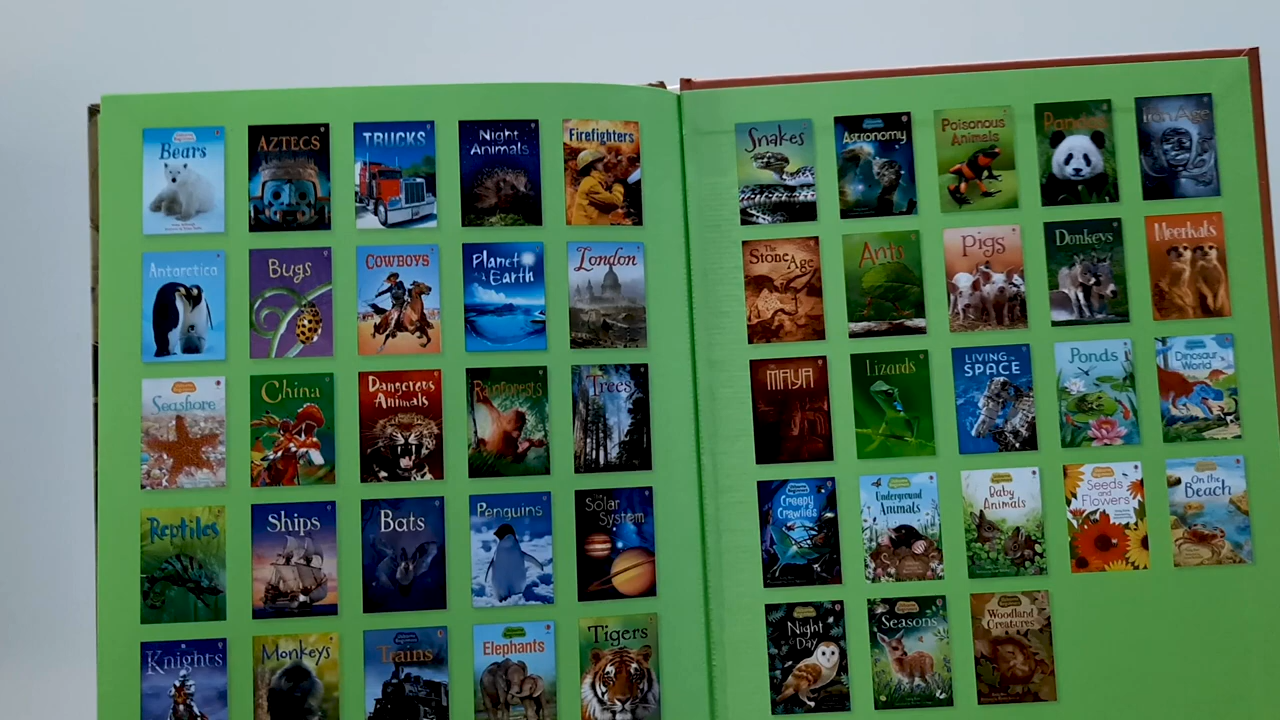 Bears
AZTECS
TRUCKS
Night
Animals
Firefighters
Antarctica
Bugs
COWBOYS
Planet
Earth
London
Seashore
China
Dangerous
Animals
Rainforests
Trees
Reptiles
Ships
Bats
Penguins
Solar
System
Knights
Monkeys
Trains
Elephants
Tigers
Snakes
Astronomy
Poisonous
Animals
Pandas
Iron Age
The
Stone Age
Ants
Pigs
Donkeys
Meerkats
MAYA
Lizards
LIVING IN
SPACE
Ponds
Dinosaur
World
Creepy
Crawlies
Underground
Animals
Baby
Animals
Seeds
and
Flowers
On the
Beach
Night
Day
Seasons
Woodland
Creatures